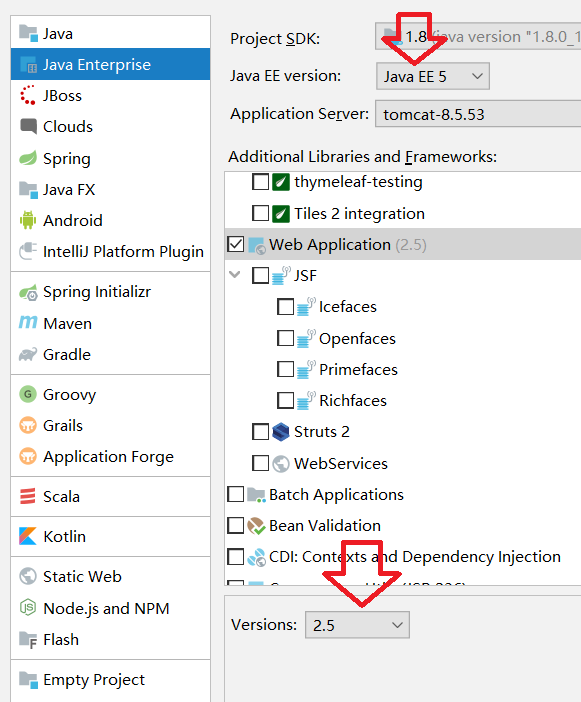 Java
Java Enterprise
JBoss
Clouds
Spring
Java FX
Android
IntelliJ Platform Plugin
Spring Initializr
Maven
Gradle
Groovy
Grails
Application Forge
Scala
Kotlin
Static Web
Node.js and NPM
Flash
Empty Project
Project SDK: 1.8 (java version "1.8.0_1
Java EE version: Java EE 5
Application Server: tomcat-8.5.53
Additional Libraries and Frameworks:
thymeleaf-testing
Tiles 2 integration
Web Application (2.5)
JSF
Icefaces
Openfaces
Primefaces
Richfaces
Struts 2
WebServices
Batch Applications
Bean Validation
CDI: Contexts and Dependency Injection
Versions: 2.5